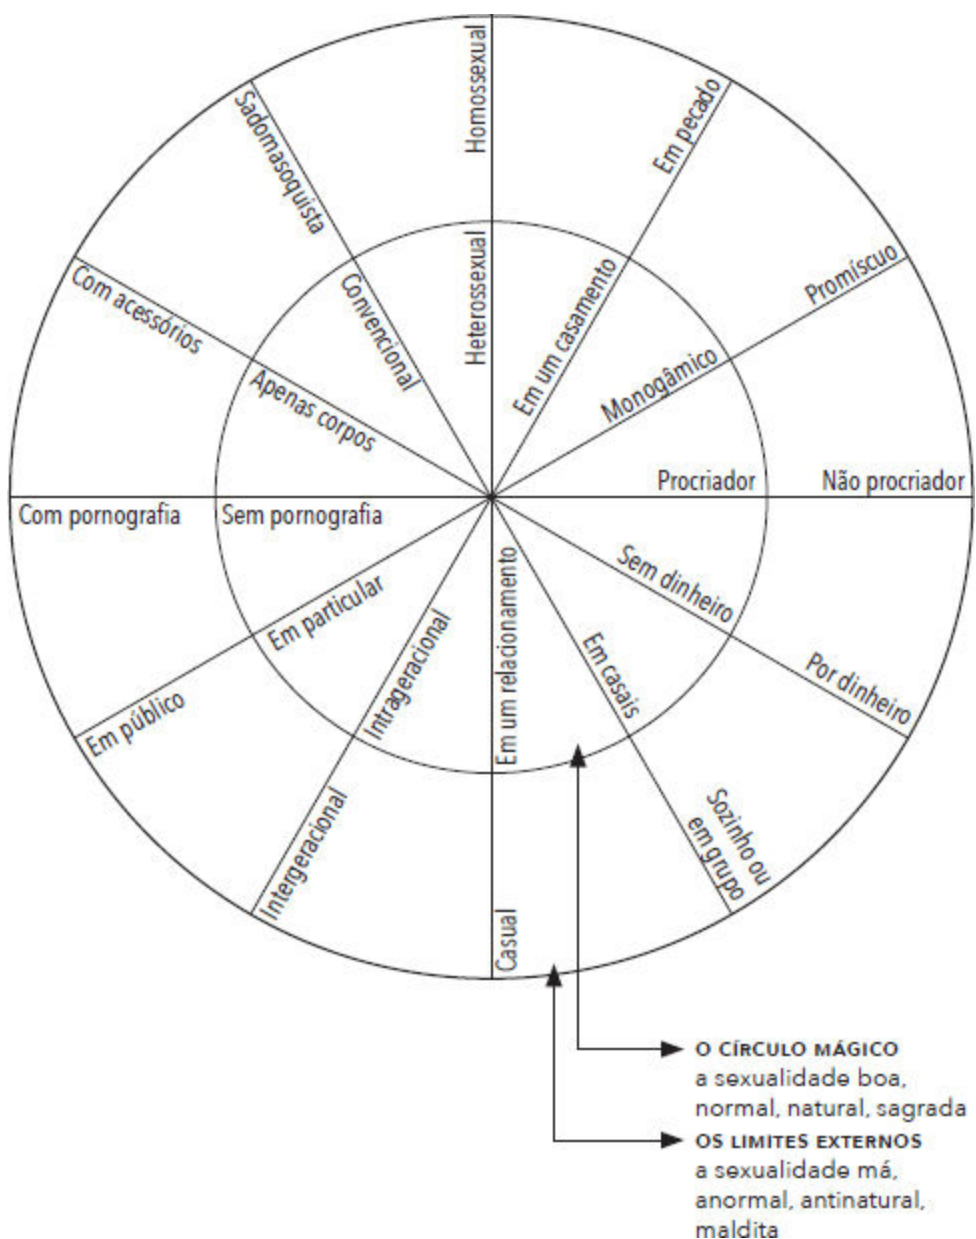 Homossexual
Em pecado
Promíscuo
Não procriador
Por dinheiro
Sozinho ou
em grupo
Casual
Intergeracional
Em público
Com pornografia
Com acessórios
Sadomasoquista
Heterossexual
Em um casamento
Monogâmico
Procriador
Sem dinheiro
Em casais
Em um relacionamento
Intrageracional
Em particular
Sem pornografia
Apenas corpos
Convencional
O CÍRCULO MÁGICO
a sexualidade boa,
normal, natural, sagrada
OS LIMITES EXTERNOS
a sexualidade má,
anormal, antinatural,
maldita